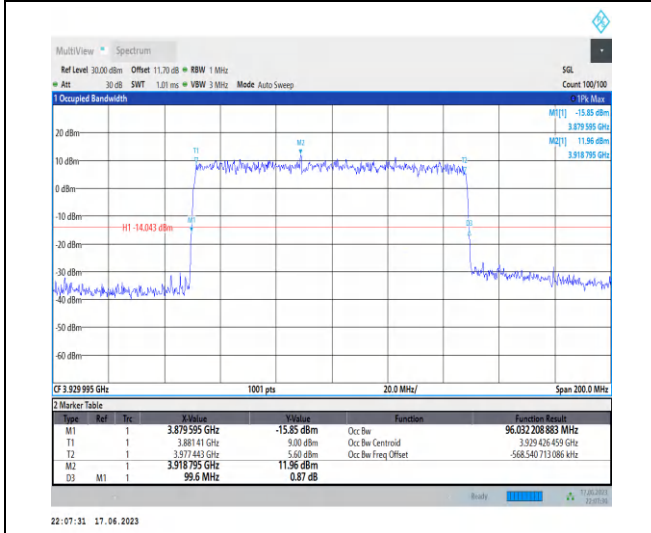 MultiView Spectrum
Ref Level 30.00 dBm Offset 11.70 dB RBW 1 MHz SGL
Att 30 dB SWT 1.01 ms VBW 3 MHz Mode Auto Sweep Count 100/100
1 Occupied Bandwidth 1Pk Max
M1[1] -15.85 dBm
3.879 595 GHz
M2[1] 11.96 dBm
3.918 795 GHz
20 dBm
M2
T1
T2
10 dBm
0 dBm
-10 dBm
M1
D3
H1 -14.043 dBm
-20 dBm
-30 dBm
-40 dBm
-50 dBm
-60 dBm
CF 3.929 995 GHz 1001 pts 20.0 MHz/ Span 200.0 MHz
2 Marker Table
Type Ref Trc X-Value Y-Value Function Function Result
M1 1 3.879 595 GHz -15.85 dBm Occ Bw 96.032 208 883 MHz
T1 1 3.881 41 GHz 9.00 dBm Occ Bw Centroid 3.929 426 459 GHz
T2 1 3.977 443 GHz 5.60 dBm Occ Bw Freq Offset -568.540 713 086 kHz
M2 1 3.918 795 GHz 11.96 dBm
D3 M1 1 99.6 MHz 0.87 dB
Ready 17.06.2023
22:07:31 17.06.2023